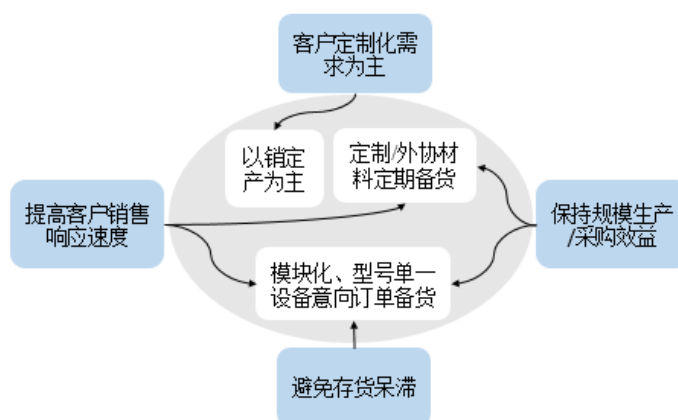 客户定制化需
求为主
以销定
产为主
定制/外协材
料定期备货
提高客户销售
响应速度
保持规模生产
/采购效益
模块化、型号单一
设备意向订单备货
避免存货呆滞